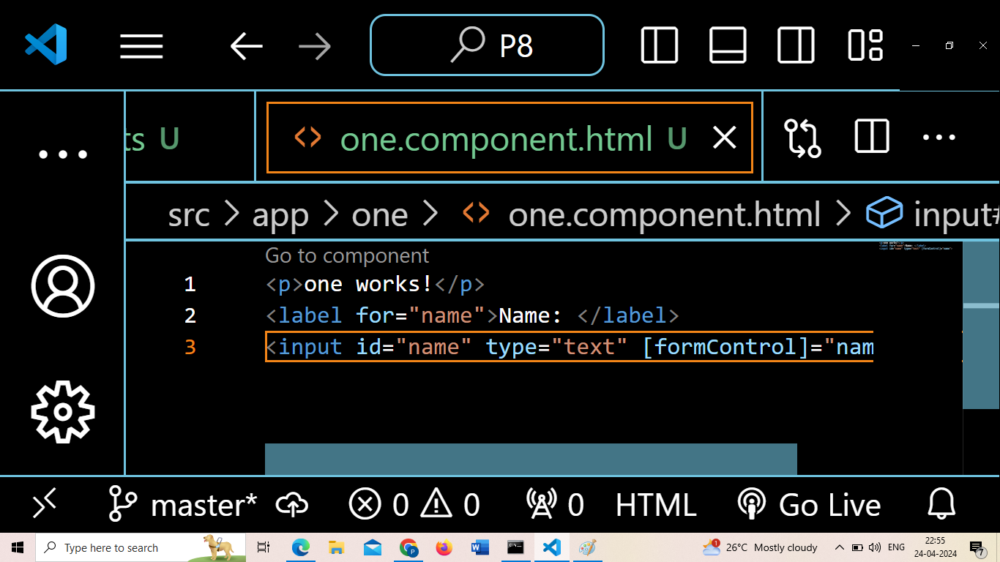 P8
ts U
one.component.html U
src > app > one > one.component.html > input#
Go to component
1 <p>one works!</p>
2 <label for="name">Name: </label>
3 <input id="name" type="text" [formControl]="nam
master* 0 0 0 HTML Go Live
Type here to search
26°C Mostly cloudy ENG 22:55
24-04-2024
1
7